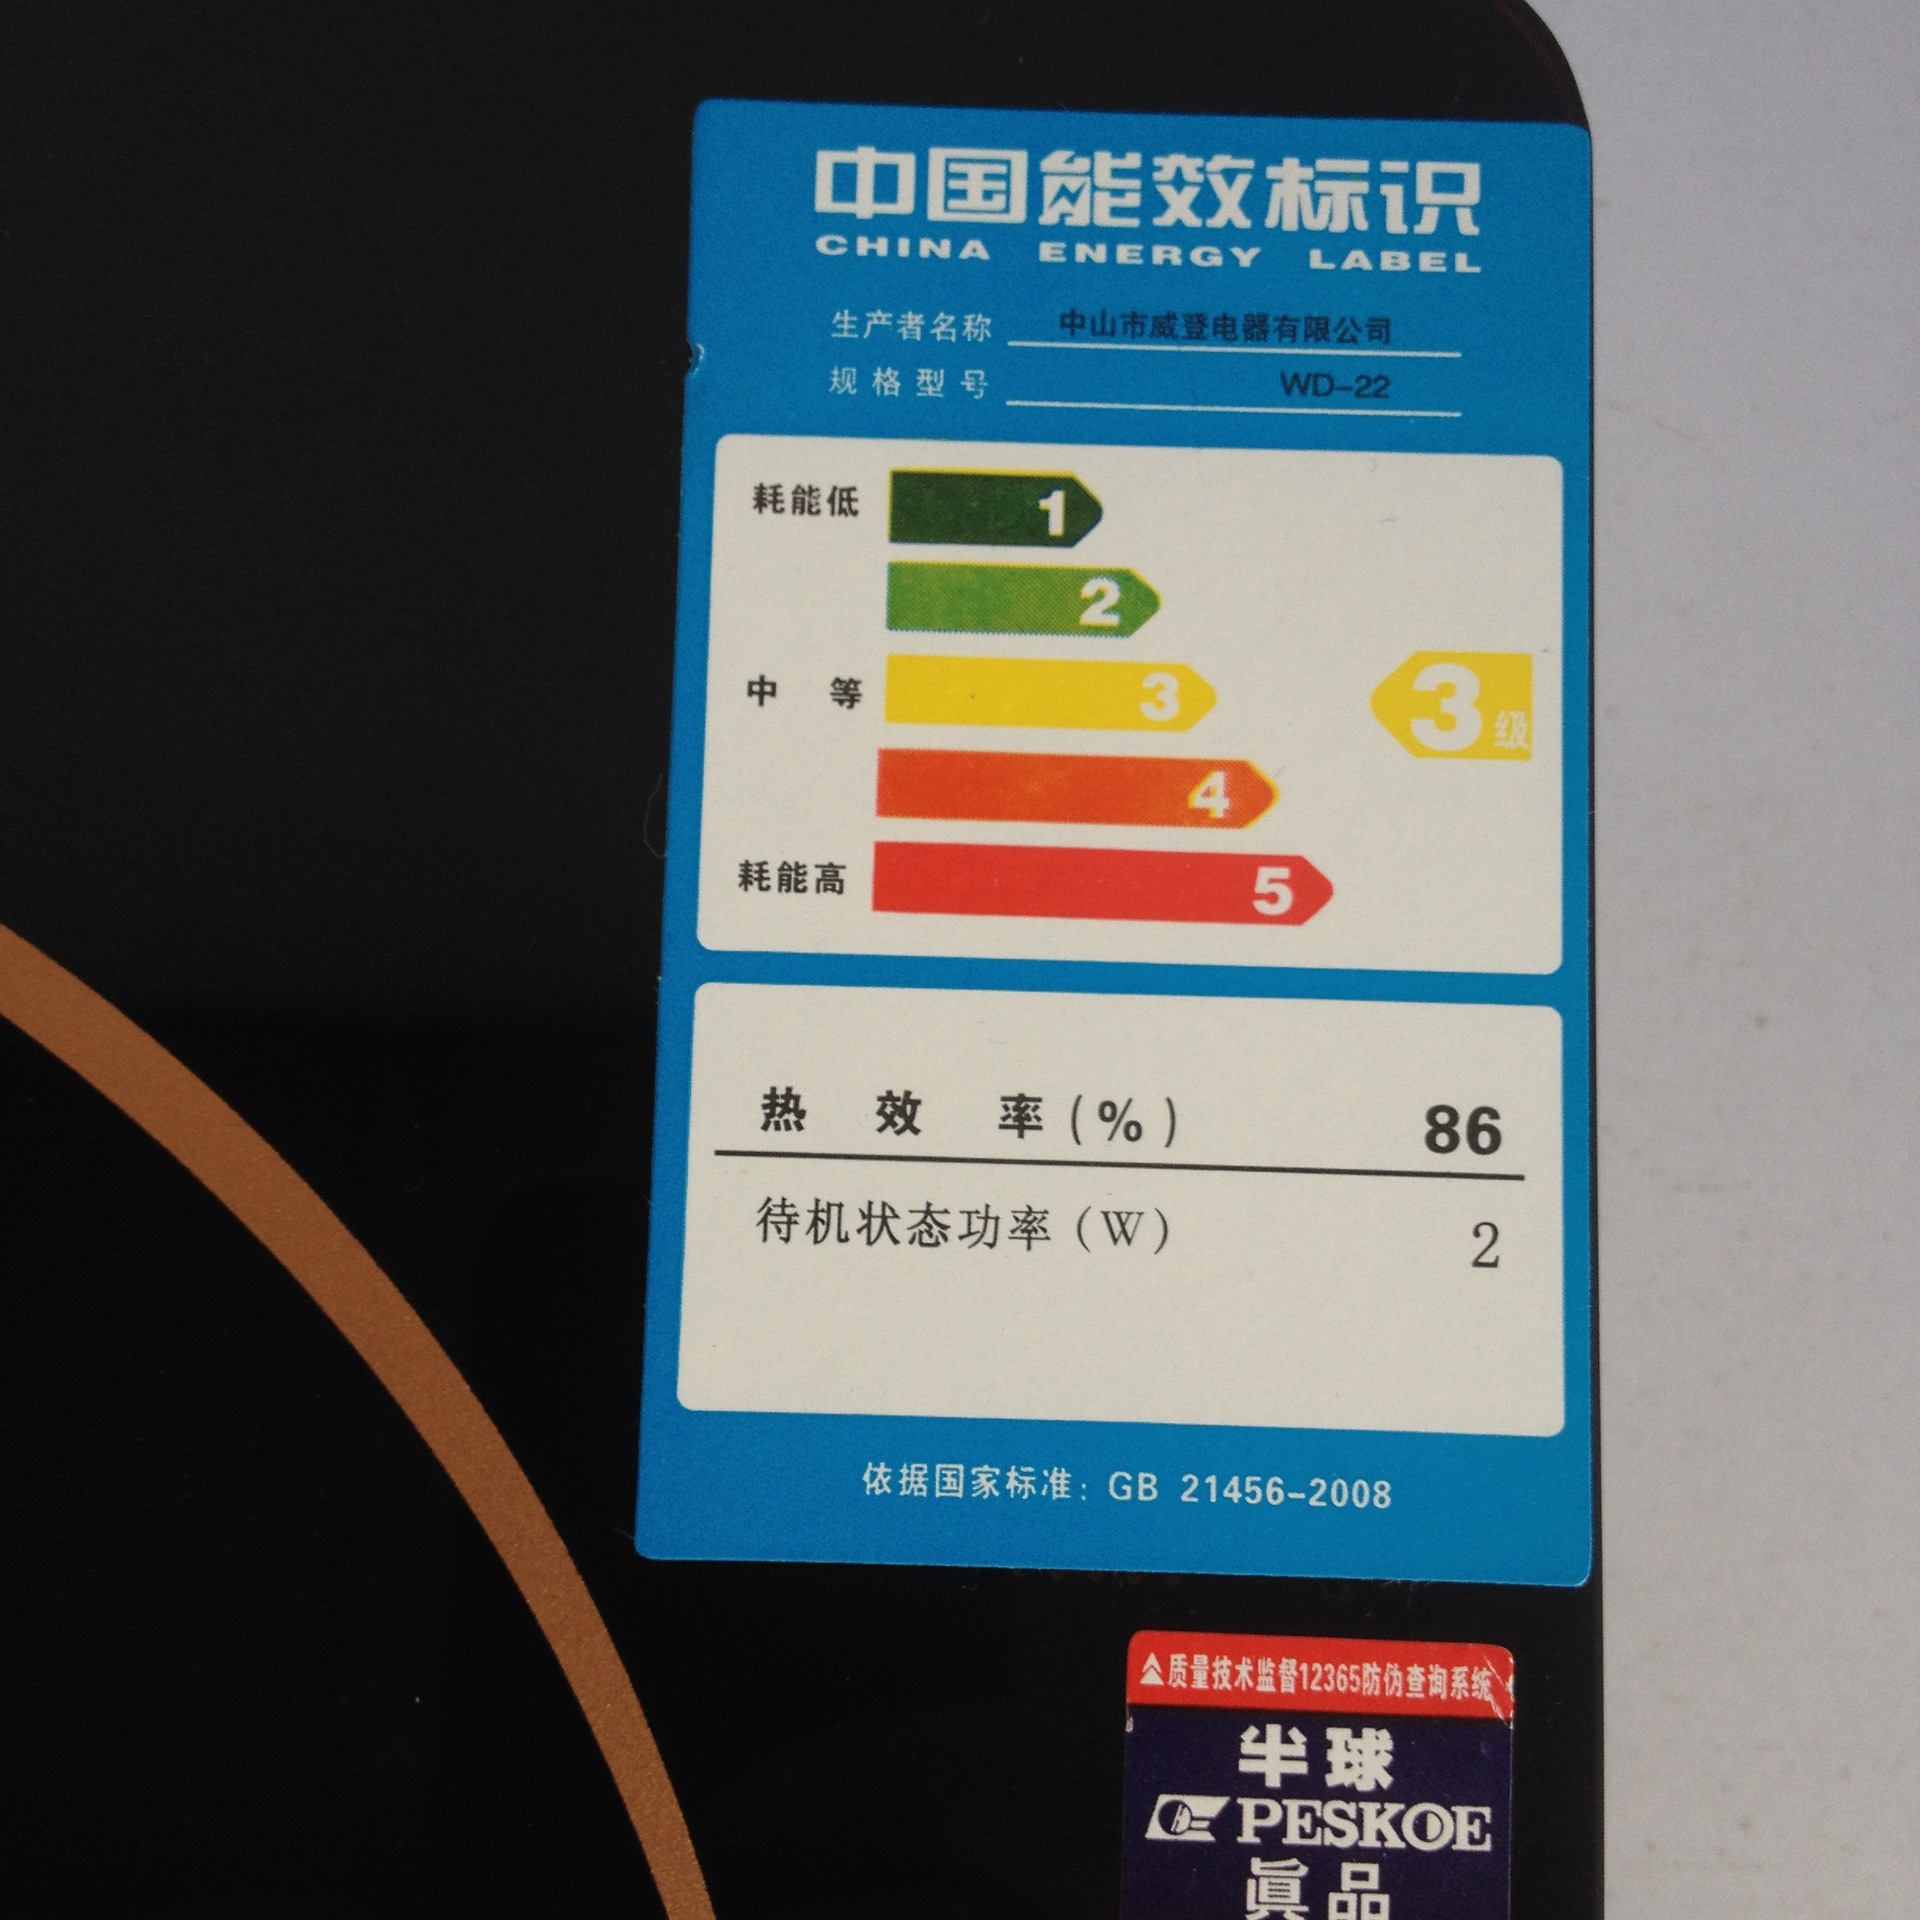 中国能效标识
CHINA ENERGY LABEL
生产者名称 中山市威登电器有限公司
规格型号 WD-22
耗能低 1
2
中 等 3 3级
4
耗能高 5
热 效 率(%) 86
待机状态功率(W) 2
依据国家标准: GB 21456-2008
质量技术监督12365防伪查询系统
半球
PESKOE
眞品